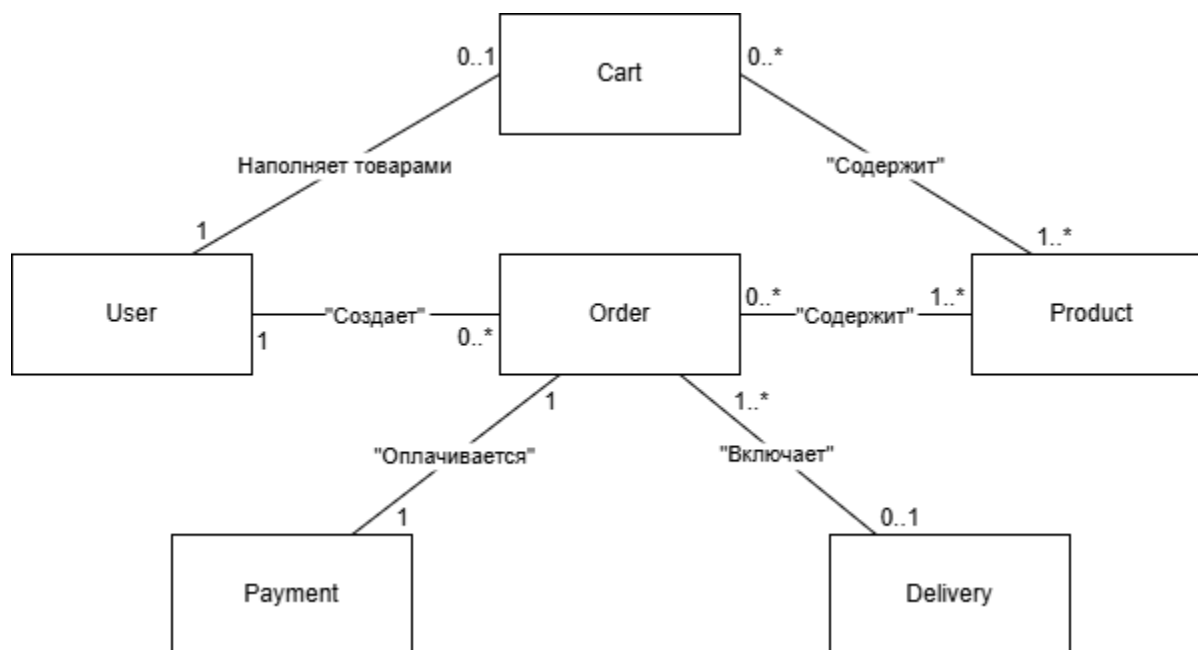 0..1
Cart
0..*
Наполняет товарами
"Содержит"
1
1..*
User
1
"Создает"
0..*
Order
0..*
"Содержит"
1..*
Product
1
"Оплачивается"
1
Payment
1..*
"Включает"
0..1
Delivery